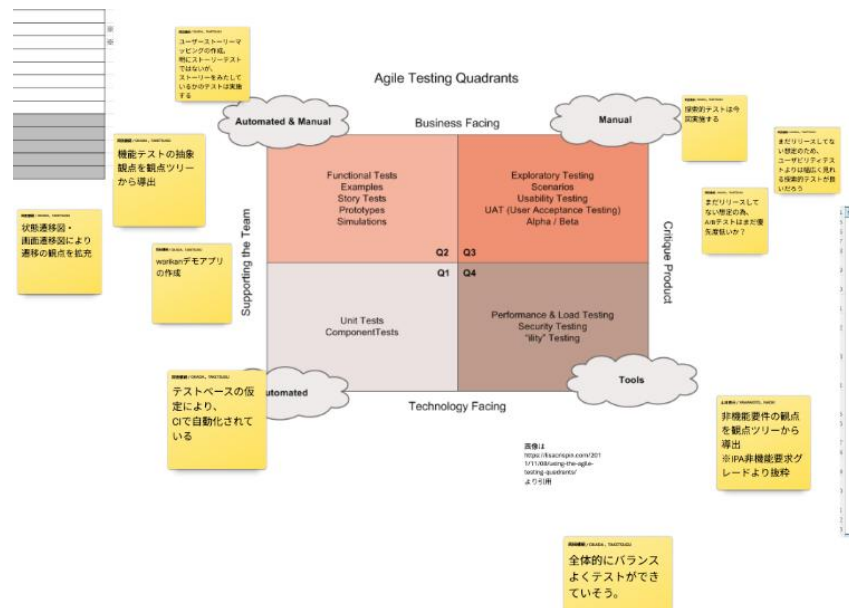 ユーザーストーリーマ
ッピングの作成。
明にストーリーテスト
ではないが、
ストーリーをみたして
いるかのテストは実施
する
Agile Testing Quadrants
Automated & Manual
Business Facing
Manual
探索的テストは今
回実施する
機能テストの抽象
観点を観点ツリー
から導出
まだリリースしてな
い想定のため、
ユーザビリティテス
トよりは幅広く見れ
る探索的テストが良
いだろう
Functional Tests
Examples
Story Tests
Prototypes
Simulations
Exploratory Testing
Scenarios
Usability Testing
UAT (User Acceptance Testing)
Alpha / Beta
まだリリースして
ない想定の為、
A/Bテストはまだ優
先度低いか？
状態遷移図・
画面遷移図により
遷移の観点を拡充
warikanデモアプリ
の作成
Supporting the Team
Critique Product
Q2
Q3
Q1
Q4
Unit Tests
ComponentTests
Performance & Load Testing
Security Testing
"ility" Testing
テストベースの仮
定により、
CIで自動化されて
いる
utomated
Technology Facing
Tools
非機能要件の観点
を観点ツリーから
導出
※IPA非機能要求グ
レードより抜粋
画像は
https://lisacrispin.com/201
1/11/08/using-the-agile-
testing-quadrants/
より引用
全体的にバランス
よくテストができ
ていそう。